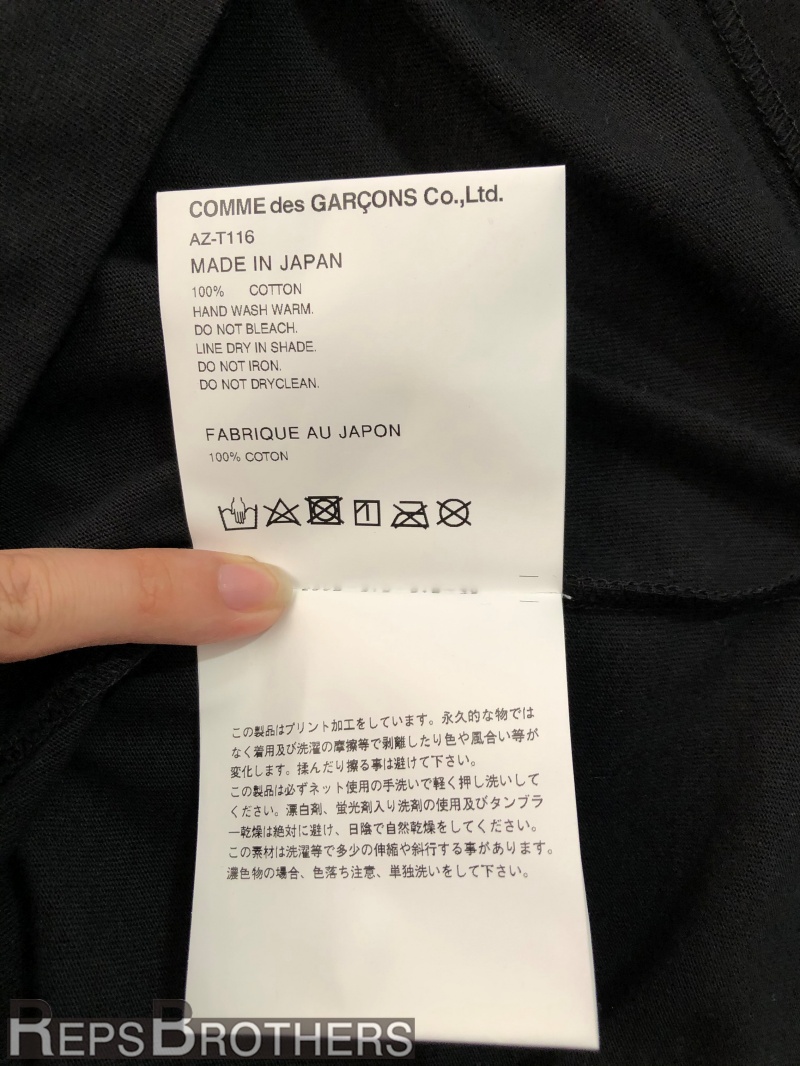 COMME des GARÇONS Co.,Ltd.
AZ-T116
MADE IN JAPAN
100% COTTON
HAND WASH WARM.
DO NOT BLEACH.
LINE DRY IN SHADE.
DO NOT IRON.
DO NOT DRYCLEAN.
FABRIQUE AU JAPON
100% COTON
この製品はプリント加工をしています。永久的な物では
なく着用及び洗濯の摩擦等で剥離したり色や風合い等が
変化します。揉んだり擦る事は避けて下さい。
この製品は必ずネット使用の手洗いで軽く押し洗いして
ください。漂白剤、蛍光剤入り洗剤の使用及びタンブラ
ー乾燥は絶対に避け、日陰で自然乾燥をしてください。
この素材は洗濯等で多少の伸縮や斜行する事があります。
濃色物の場合、色落ち注意、単独洗いをして下さい。
REPSBROTHERS